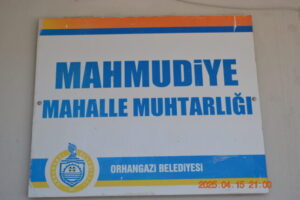 MAHMUDİYE
MAHALLE MUHTARLIĞI
ORHANGAZİ BELEDİYESİ
2025.04.15 21:00